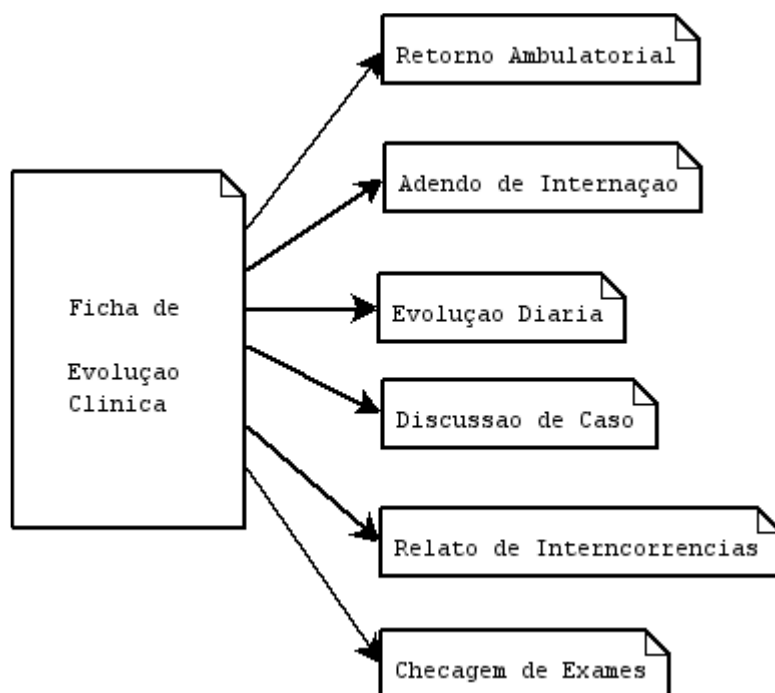 Retorno Ambulatorial
Adendo de Internaçao
Ficha de
Evoluçao
Clinica
Evoluçao Diaria
Discussao de Caso
Relato de Interncorrencias
Checagem de Exames